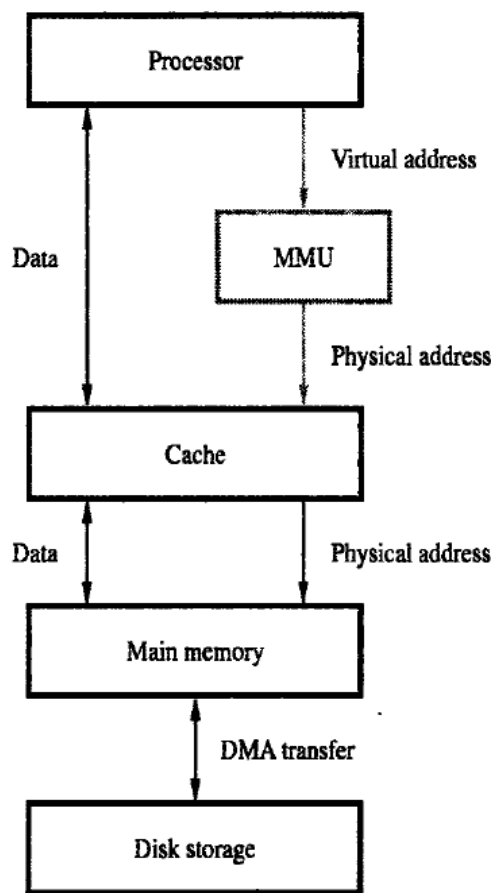 Processor
Virtual address
MMU
Data
Physical address
Cache
Data
Physical address
Main memory
DMA transfer
Disk storage